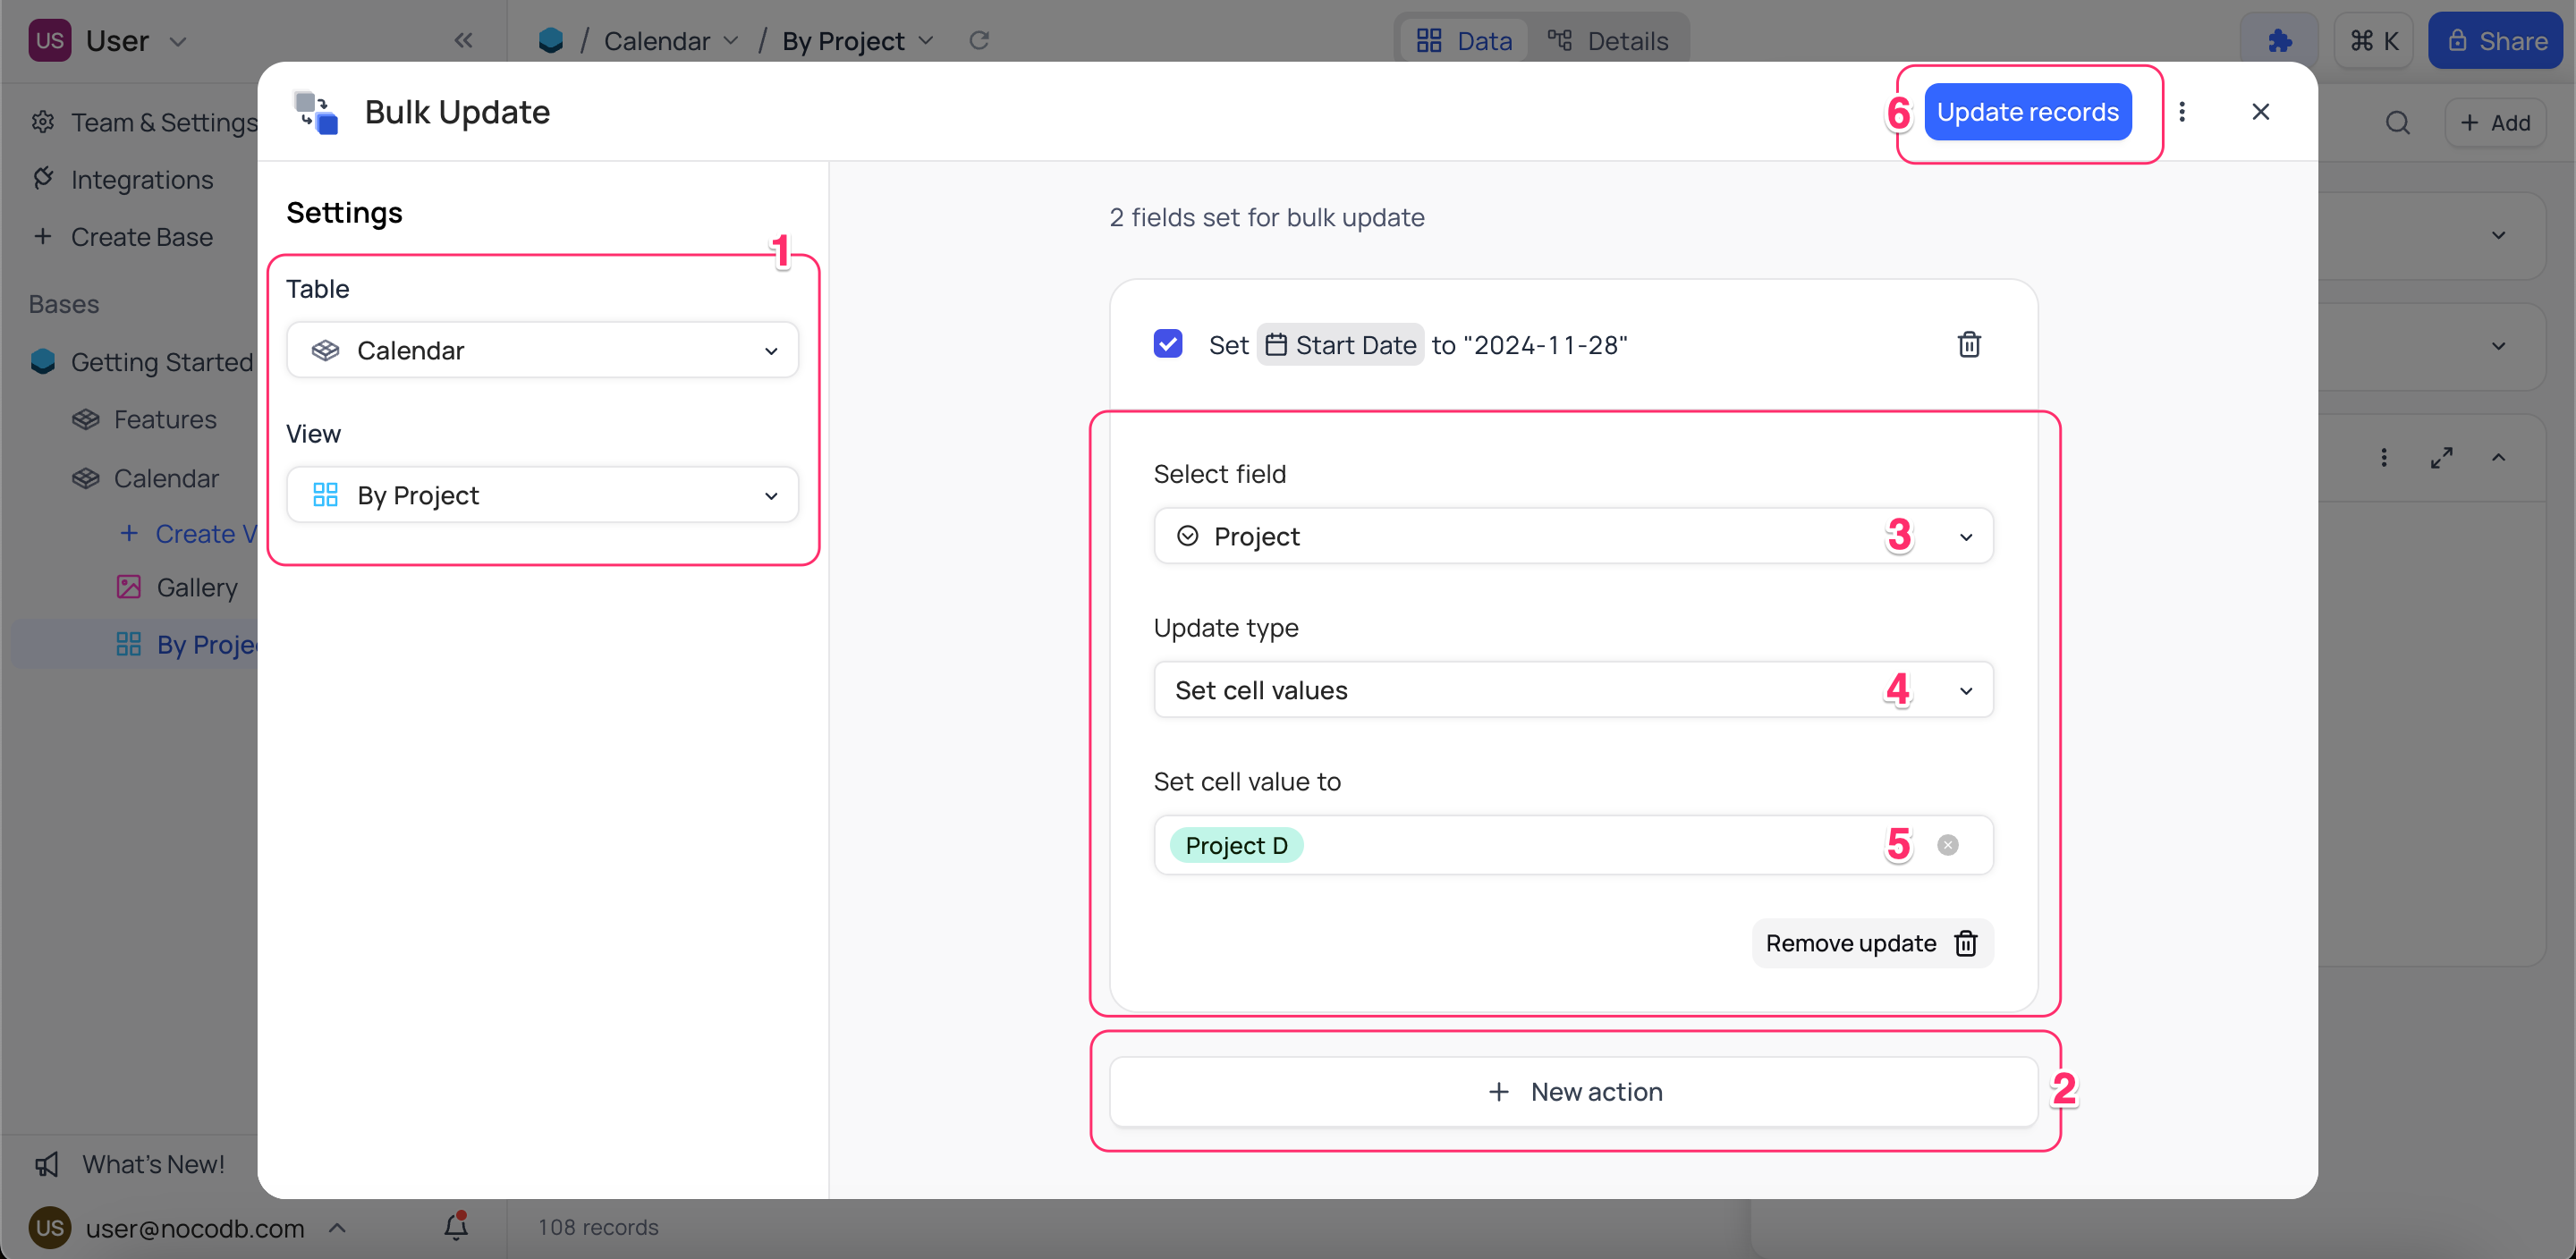 US User
/ Calendar / By Project
Data Details
⌘ K
Share
Team & Settings
Bulk Update
6
Update records
+ Add
Integrations
+ Create Base
Bases
Getting Started
Features
Calendar
+ Create V
Gallery
By Projec
Settings
1
Table
Calendar
View
By Project
2 fields set for bulk update
Set Start Date to "2024-11-28"
Select field
Project
3
Update type
Set cell values
4
Set cell value to
Project D
5
Remove update
+ New action
2
What's New!
US user@nocodb.com
108 records